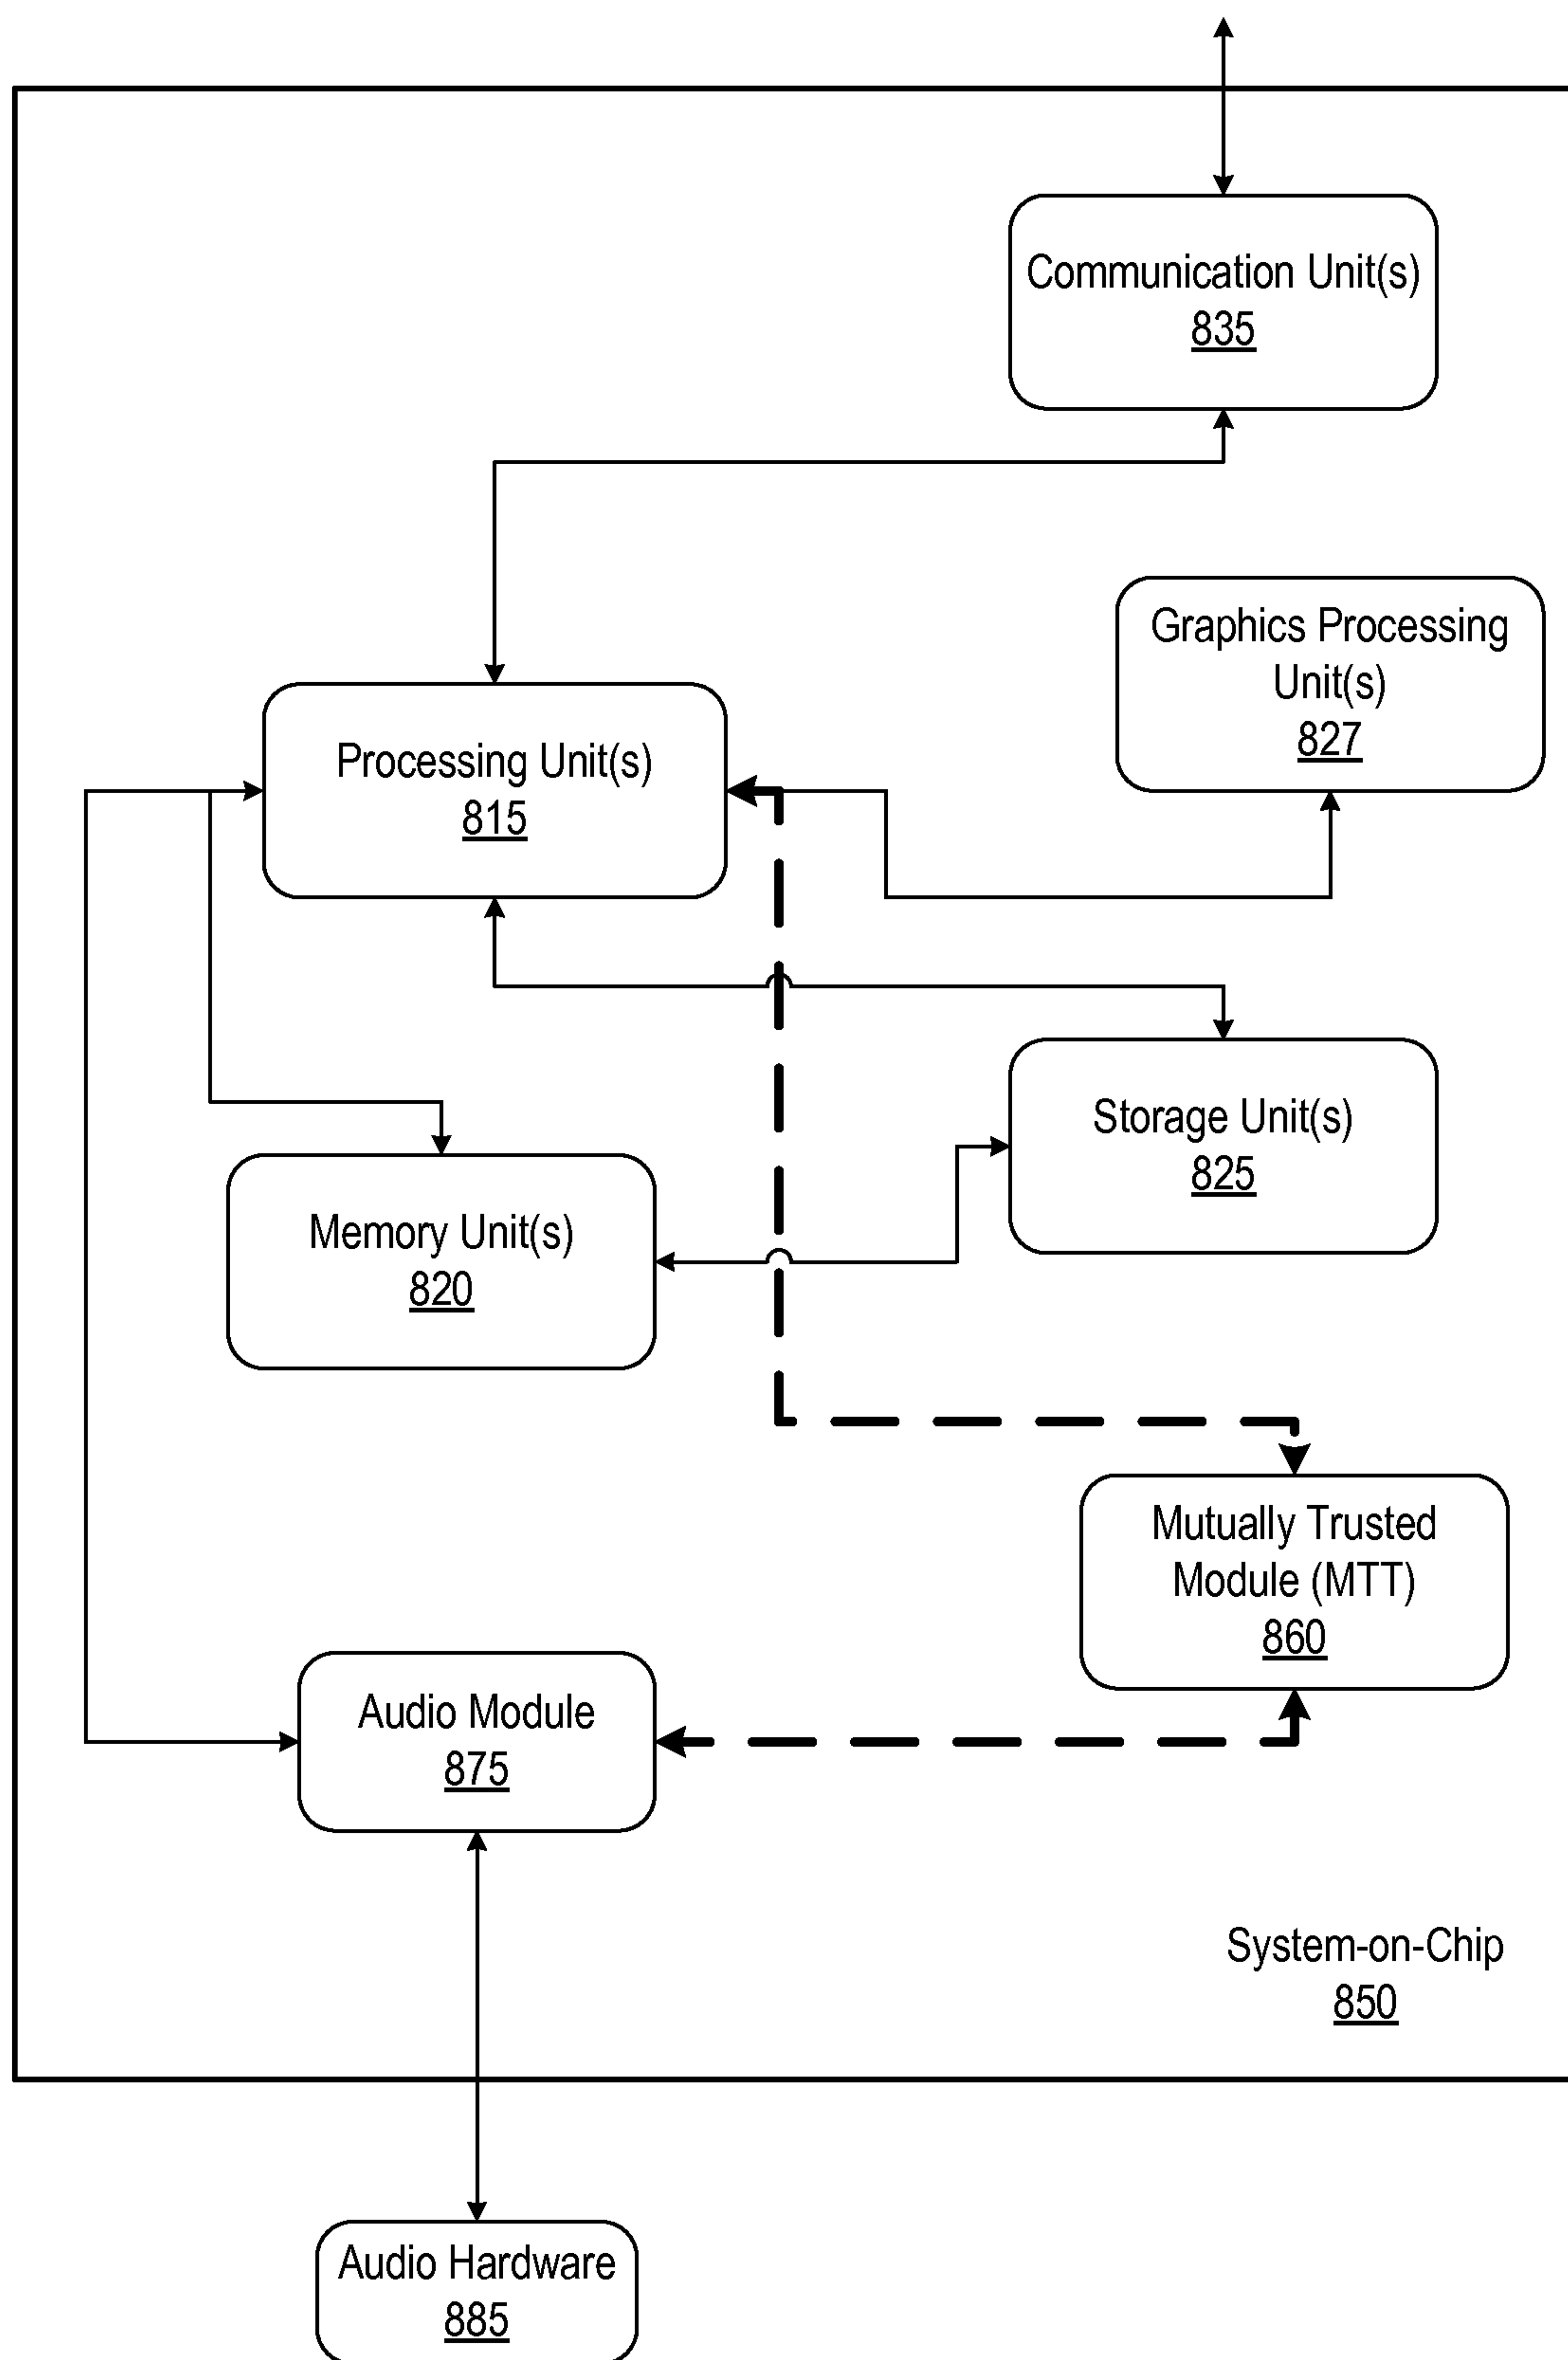 Communication Unit(s)
835
Graphics Processing
Unit(s)
827
Processing Unit(s)
815
Storage Unit(s)
825
Memory Unit(s)
820
Mutually Trusted
Module (MTT)
860
Audio Module
875
System-on-Chip
850
Audio Hardware
885